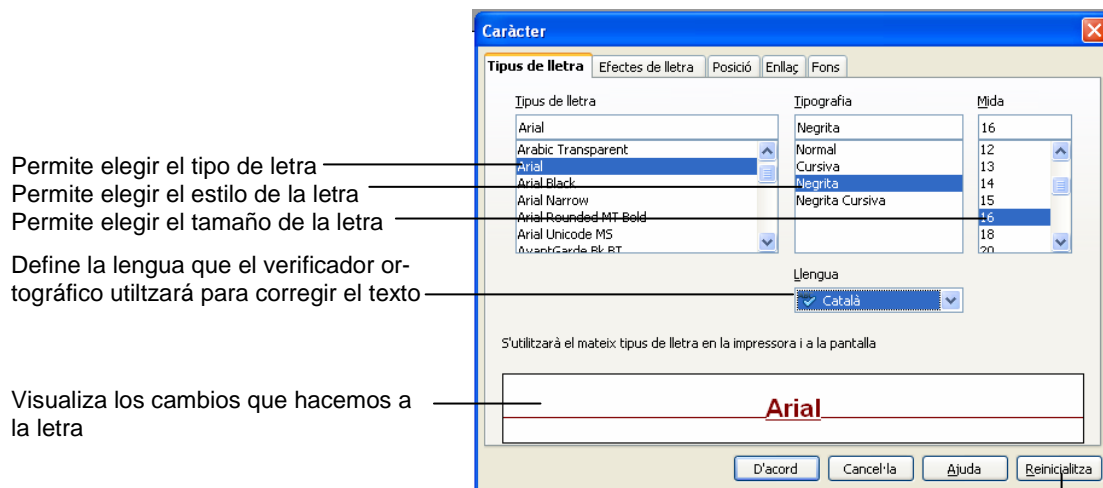 Caràcter
Tipus de lletra Efectes de lletra Posició Enllaç Fons
Tipus de lletra Tipografia Mida
Arial Negrita 16
Arabic Transparent Normal 12
Permite elegir el tipo de letra Arial Cursiva 13
Permite elegir el estilo de la letra Arial Black Negrita 14
Arial Narrow Negrita Cursiva 15
Permite elegir el tamaño de la letra Arial Rounded MT Bold 16
Arial Unicode MS 18
AvantGarde Bk BT 20
Define la lengua que el verificador or-
tográfico utiltzará para corregir el texto
Llengua
Català
S'utilitzarà el mateix tipus de lletra en la impressora i a la pantalla
Visualiza los cambios que hacemos a
la letra
Arial
D'acord Cancel·la Ajuda Reinicialitza